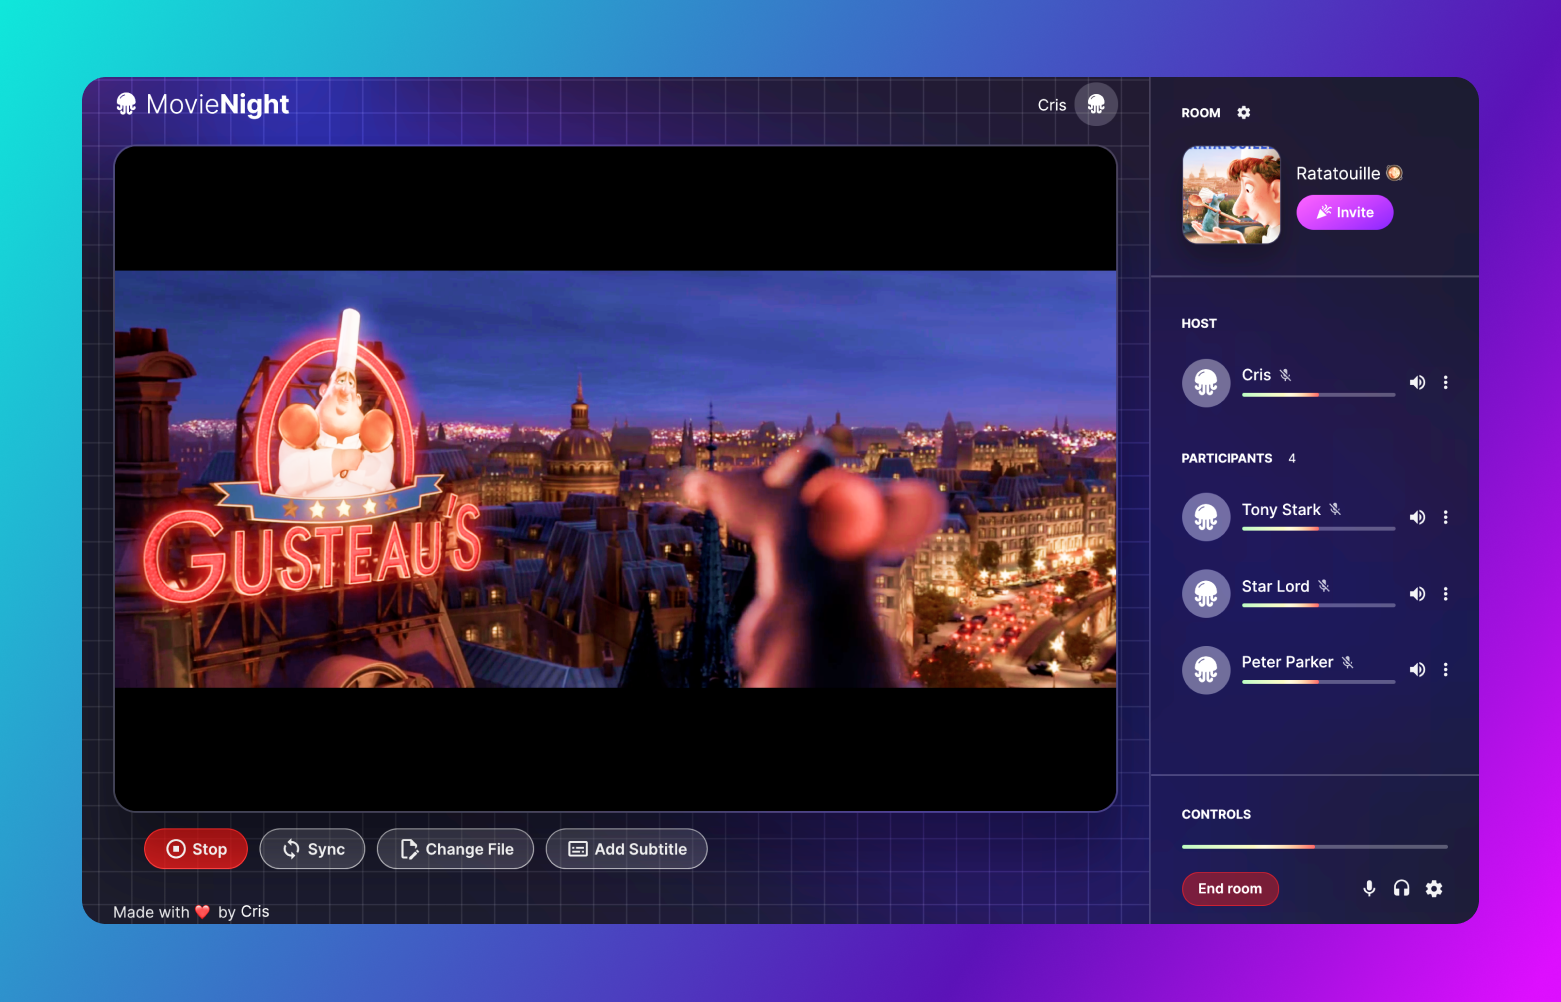 MovieNight
Cris
GUSTEAU'S
Stop
Sync
Change File
Add Subtitle
Made with ❤️ by Cris
ROOM
Ratatouille
Invite
HOST
Cris
PARTICIPANTS 4
Tony Stark
Star Lord
Peter Parker
CONTROLS
End room